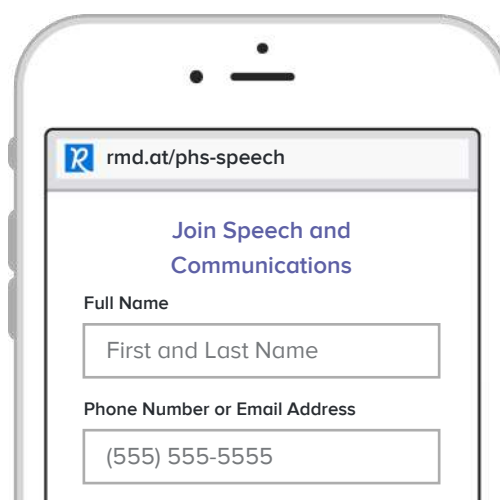 rmd.at/phs-speech
Join Speech and
Communications
Full Name
First and Last Name
Phone Number or Email Address
(555) 555-5555